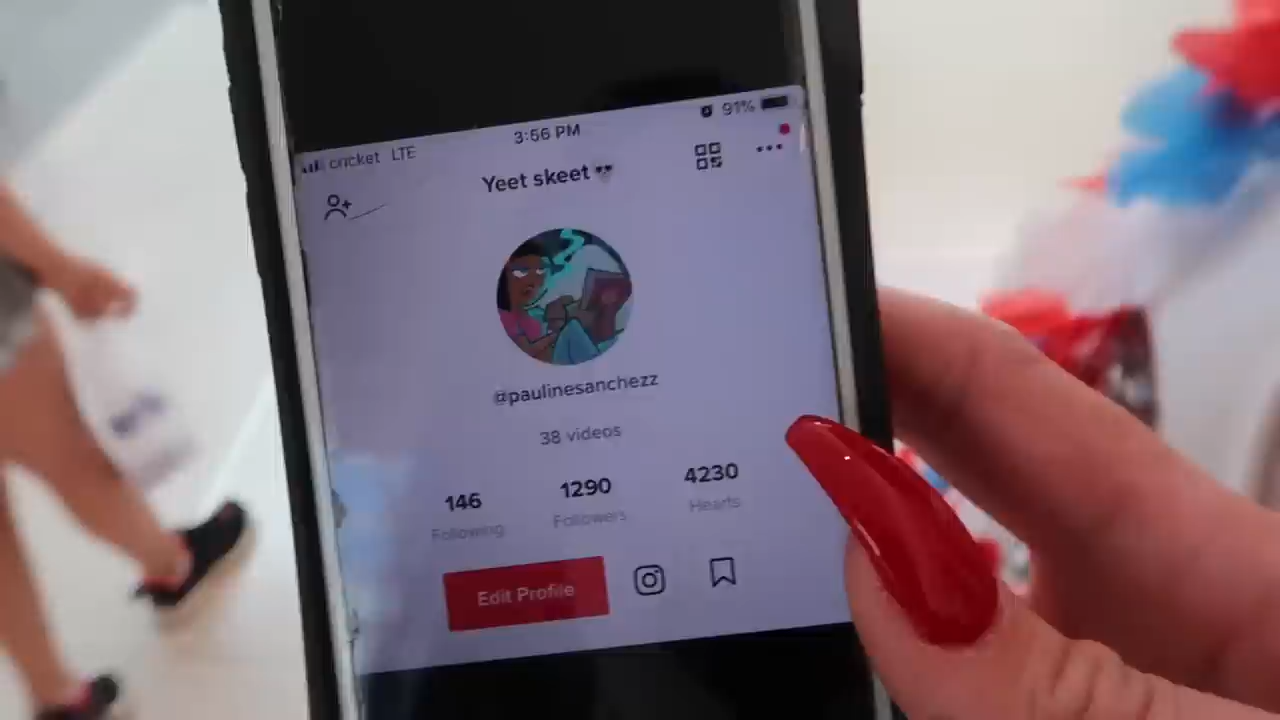 cricket LTE 3:56 PM 91%
Yeet skeet
@paulinesanchezz
38 videos
146 1290 4230
Following Followers Hearts
Edit Profile